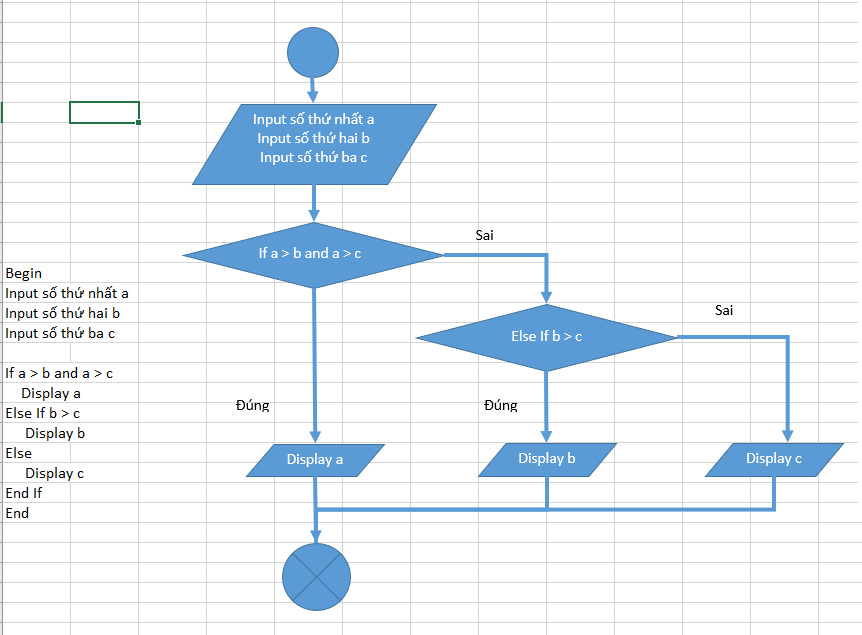 Input số thứ nhất a
Input số thứ hai b
Input số thứ ba c
If a > b and a > c
Sai
Else If b > c
Sai
Đúng
Đúng
Display a
Display b
Display c
Begin
Input số thứ nhất a
Input số thứ hai b
Input số thứ ba c
If a > b and a > c
Display a
Else If b > c
Display b
Else
Display c
End If
End